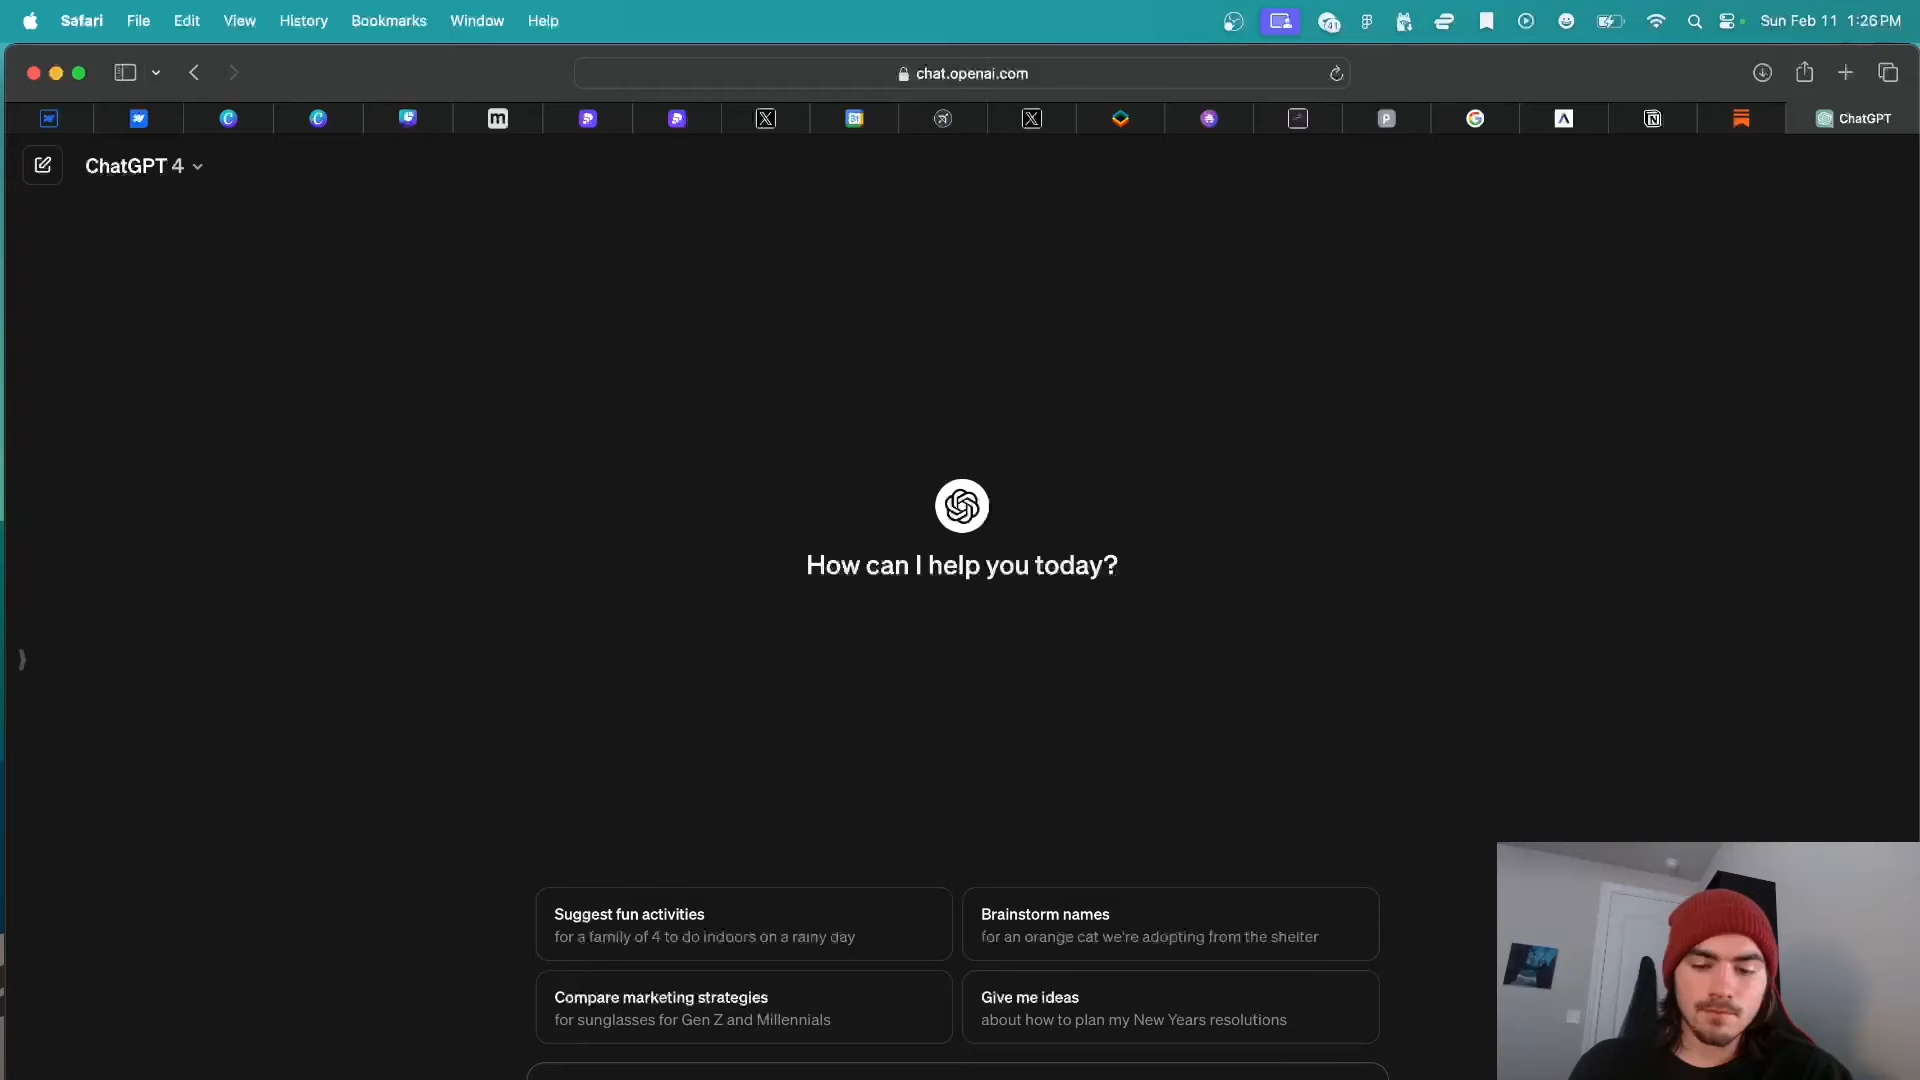 Safari File Edit View History Bookmarks Window Help
Sun Feb 11 1:26 PM
chat.openai.com
ChatGPT
ChatGPT 4
How can I help you today?
Suggest fun activities
for a family of 4 to do indoors on a rainy day
Brainstorm names
for an orange cat we're adopting from the shelter
Compare marketing strategies
for sunglasses for Gen Z and Millennials
Give me ideas
about how to plan my New Years resolutions